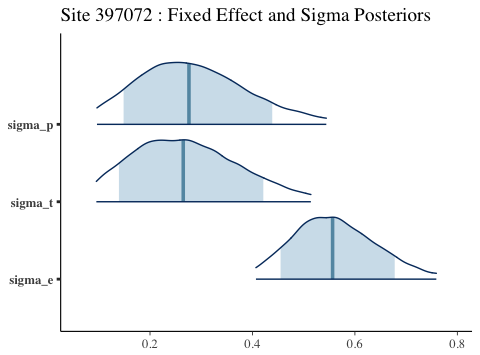 Site 397072 : Fixed Effect and Sigma Posteriors
sigma_p
sigma_t
sigma_e
0.2 0.4 0.6 0.8